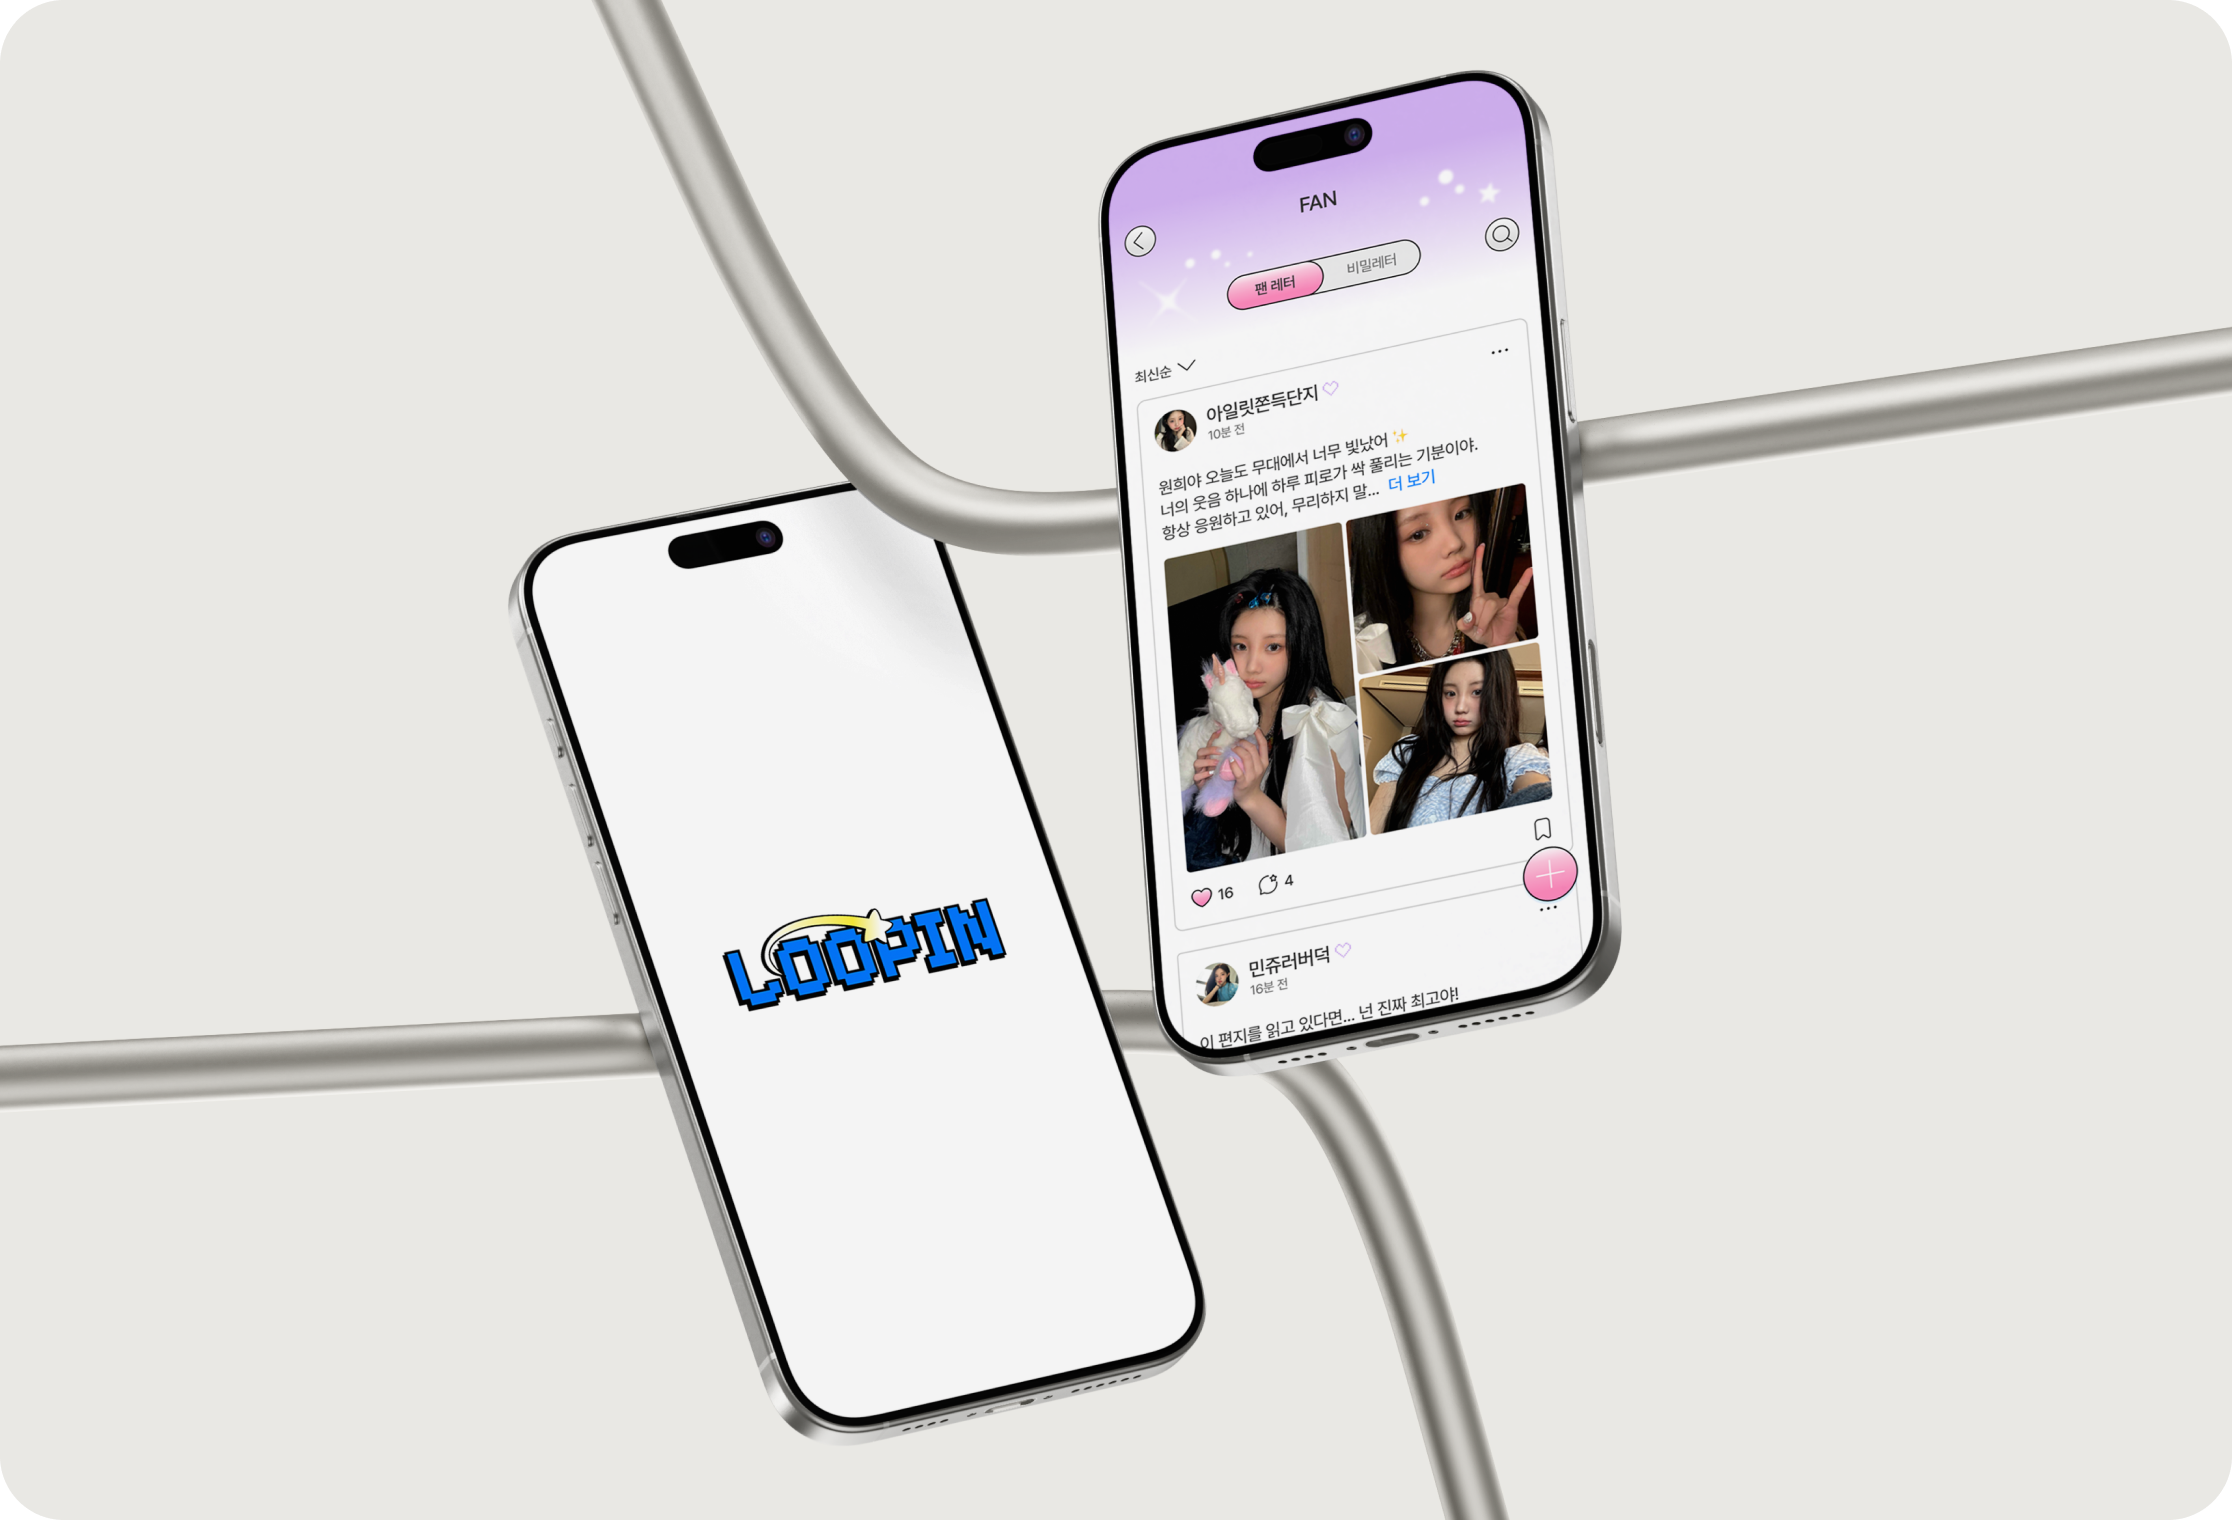 LOOPIN
FAN
팬 레터
비밀레터
최신순
아일릿쫀득단지
10분 전
원희야 오늘도 무대에서 너무 빛났어 ✨
너의 웃음 하나에 하루 피로가 싹 풀리는 기분이야.
항상 응원하고 있어, 무리하지 말... 더 보기
16
4
민쥬러버덕
16분 전
이 편지를 읽고 있다면... 넌 진짜 최고야!